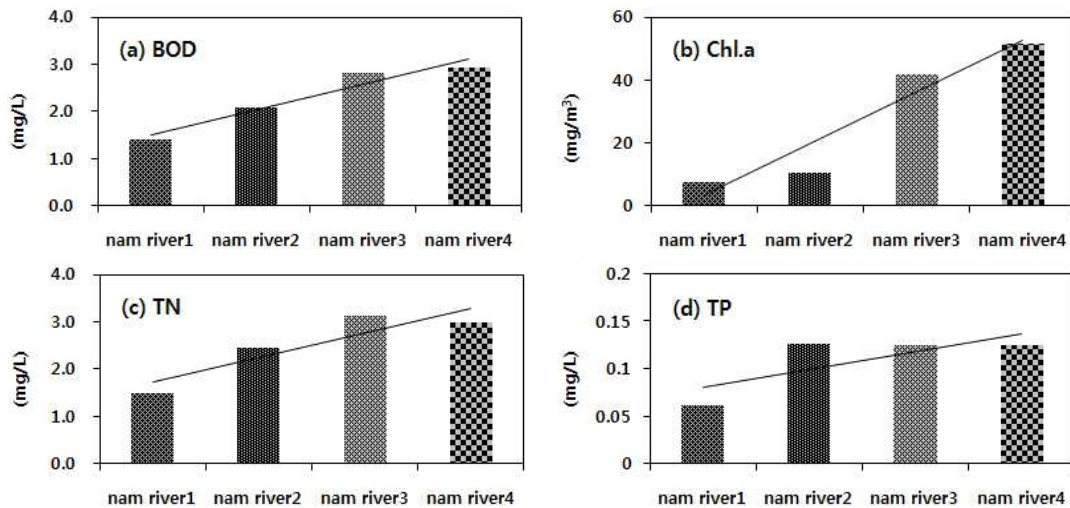 4.0
(a) BOD
3.0
2.0
1.0
0.0
(mg/L)
nam river1 nam river2 nam river3 nam river4
60
(b) Chl.a
40
20
0
(mg/m³)
nam river1 nam river2 nam river3 nam river4
4.0
(c) TN
3.0
2.0
1.0
0.0
(mg/L)
nam river1 nam river2 nam river3 nam river4
0.2
(d) TP
0.15
0.1
0.05
0
(mg/L)
nam river1 nam river2 nam river3 nam river4